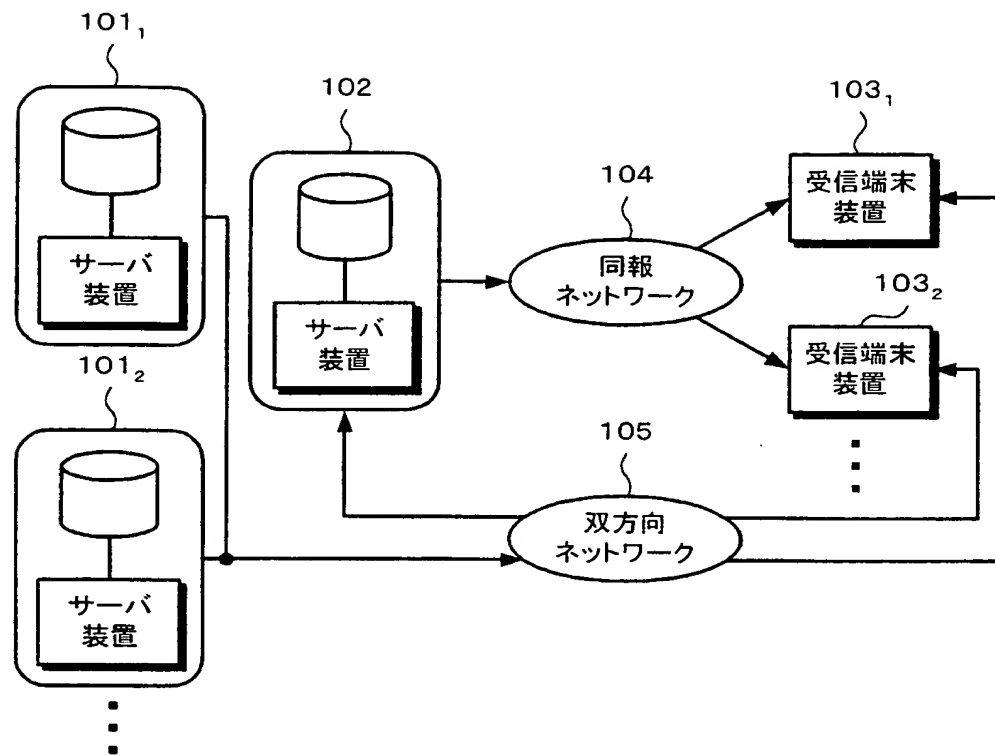 101₁
サーバ
装置
101₂
サーバ
装置
102
サーバ
装置
104
同報
ネットワーク
103₁
受信端末
装置
103₂
受信端末
装置
105
双方向
ネットワーク